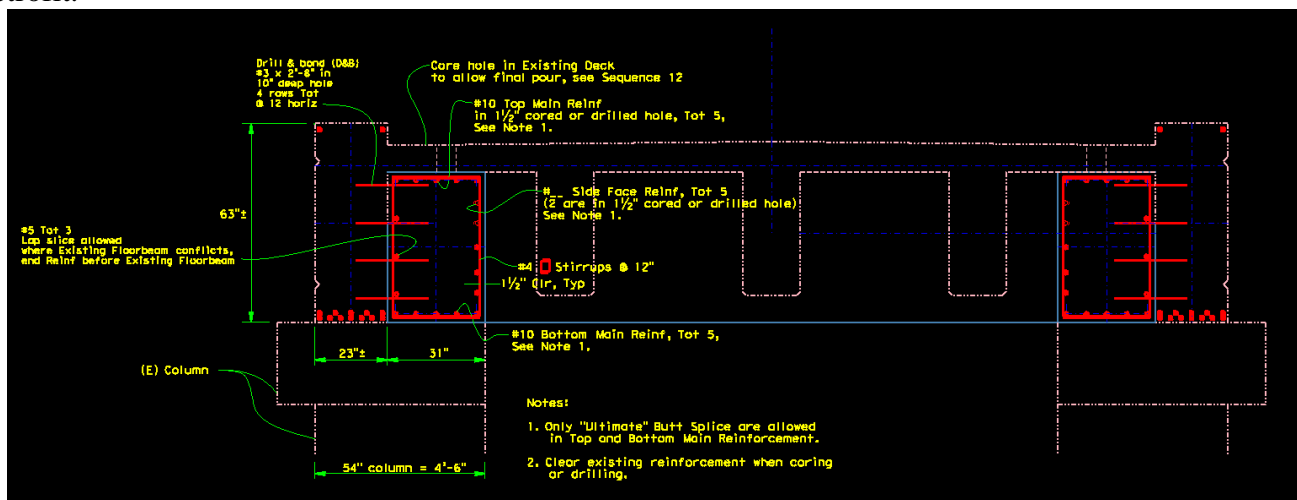 Drill & bond (D&B)
#3 x 2'-6" in
10" deep hole
4 rows Tot
@ 12 horiz
Core hole in Existing Deck
to allow final pour, see Sequence 12
#10 Top Main Reinf
in 1½" cored or drilled hole, Tot 5,
See Note 1.
#__ Side Face Reinf, Tot 5
(2 are in 1½" cored or drilled hole)
See Note 1.
63"±
#5 Tot 3
Lap slice allowed
where Existing Floorbeam conflicts,
end Reinf before Existing Floorbeam
#4 Stirrups @ 12"
1½" Clr, Typ
#10 Bottom Main Reinf, Tot 5,
See Note 1.
23"±
31"
(E) Column
Notes:
1. Only "Ultimate" Butt Splice are allowed
in Top and Bottom Main Reinforcement.
2. Clear existing reinforcement when coring
or drilling.
54" column = 4'-6"